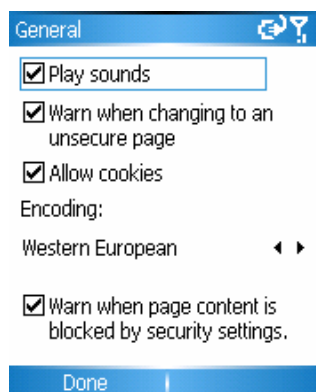 General
Play sounds
Warn when changing to an
unsecure page
Allow cookies
Encoding:
Western European
Warn when page content is
blocked by security settings.
Done